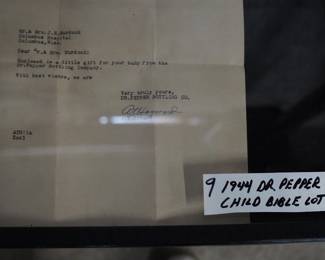 Mr.& Mrs. J.E.Murdock
Columbus Hospital
Columbus, Miss.
Dear
Enclosed is a little gift for your baby from the
Dr.Pepper Bottling Company.
With best wishes, we are
Very truly yours,
DR.PEPPER BOTTLING CO.
Encl
9 1944 DR PEPPER
CHILD BIBLE LOT